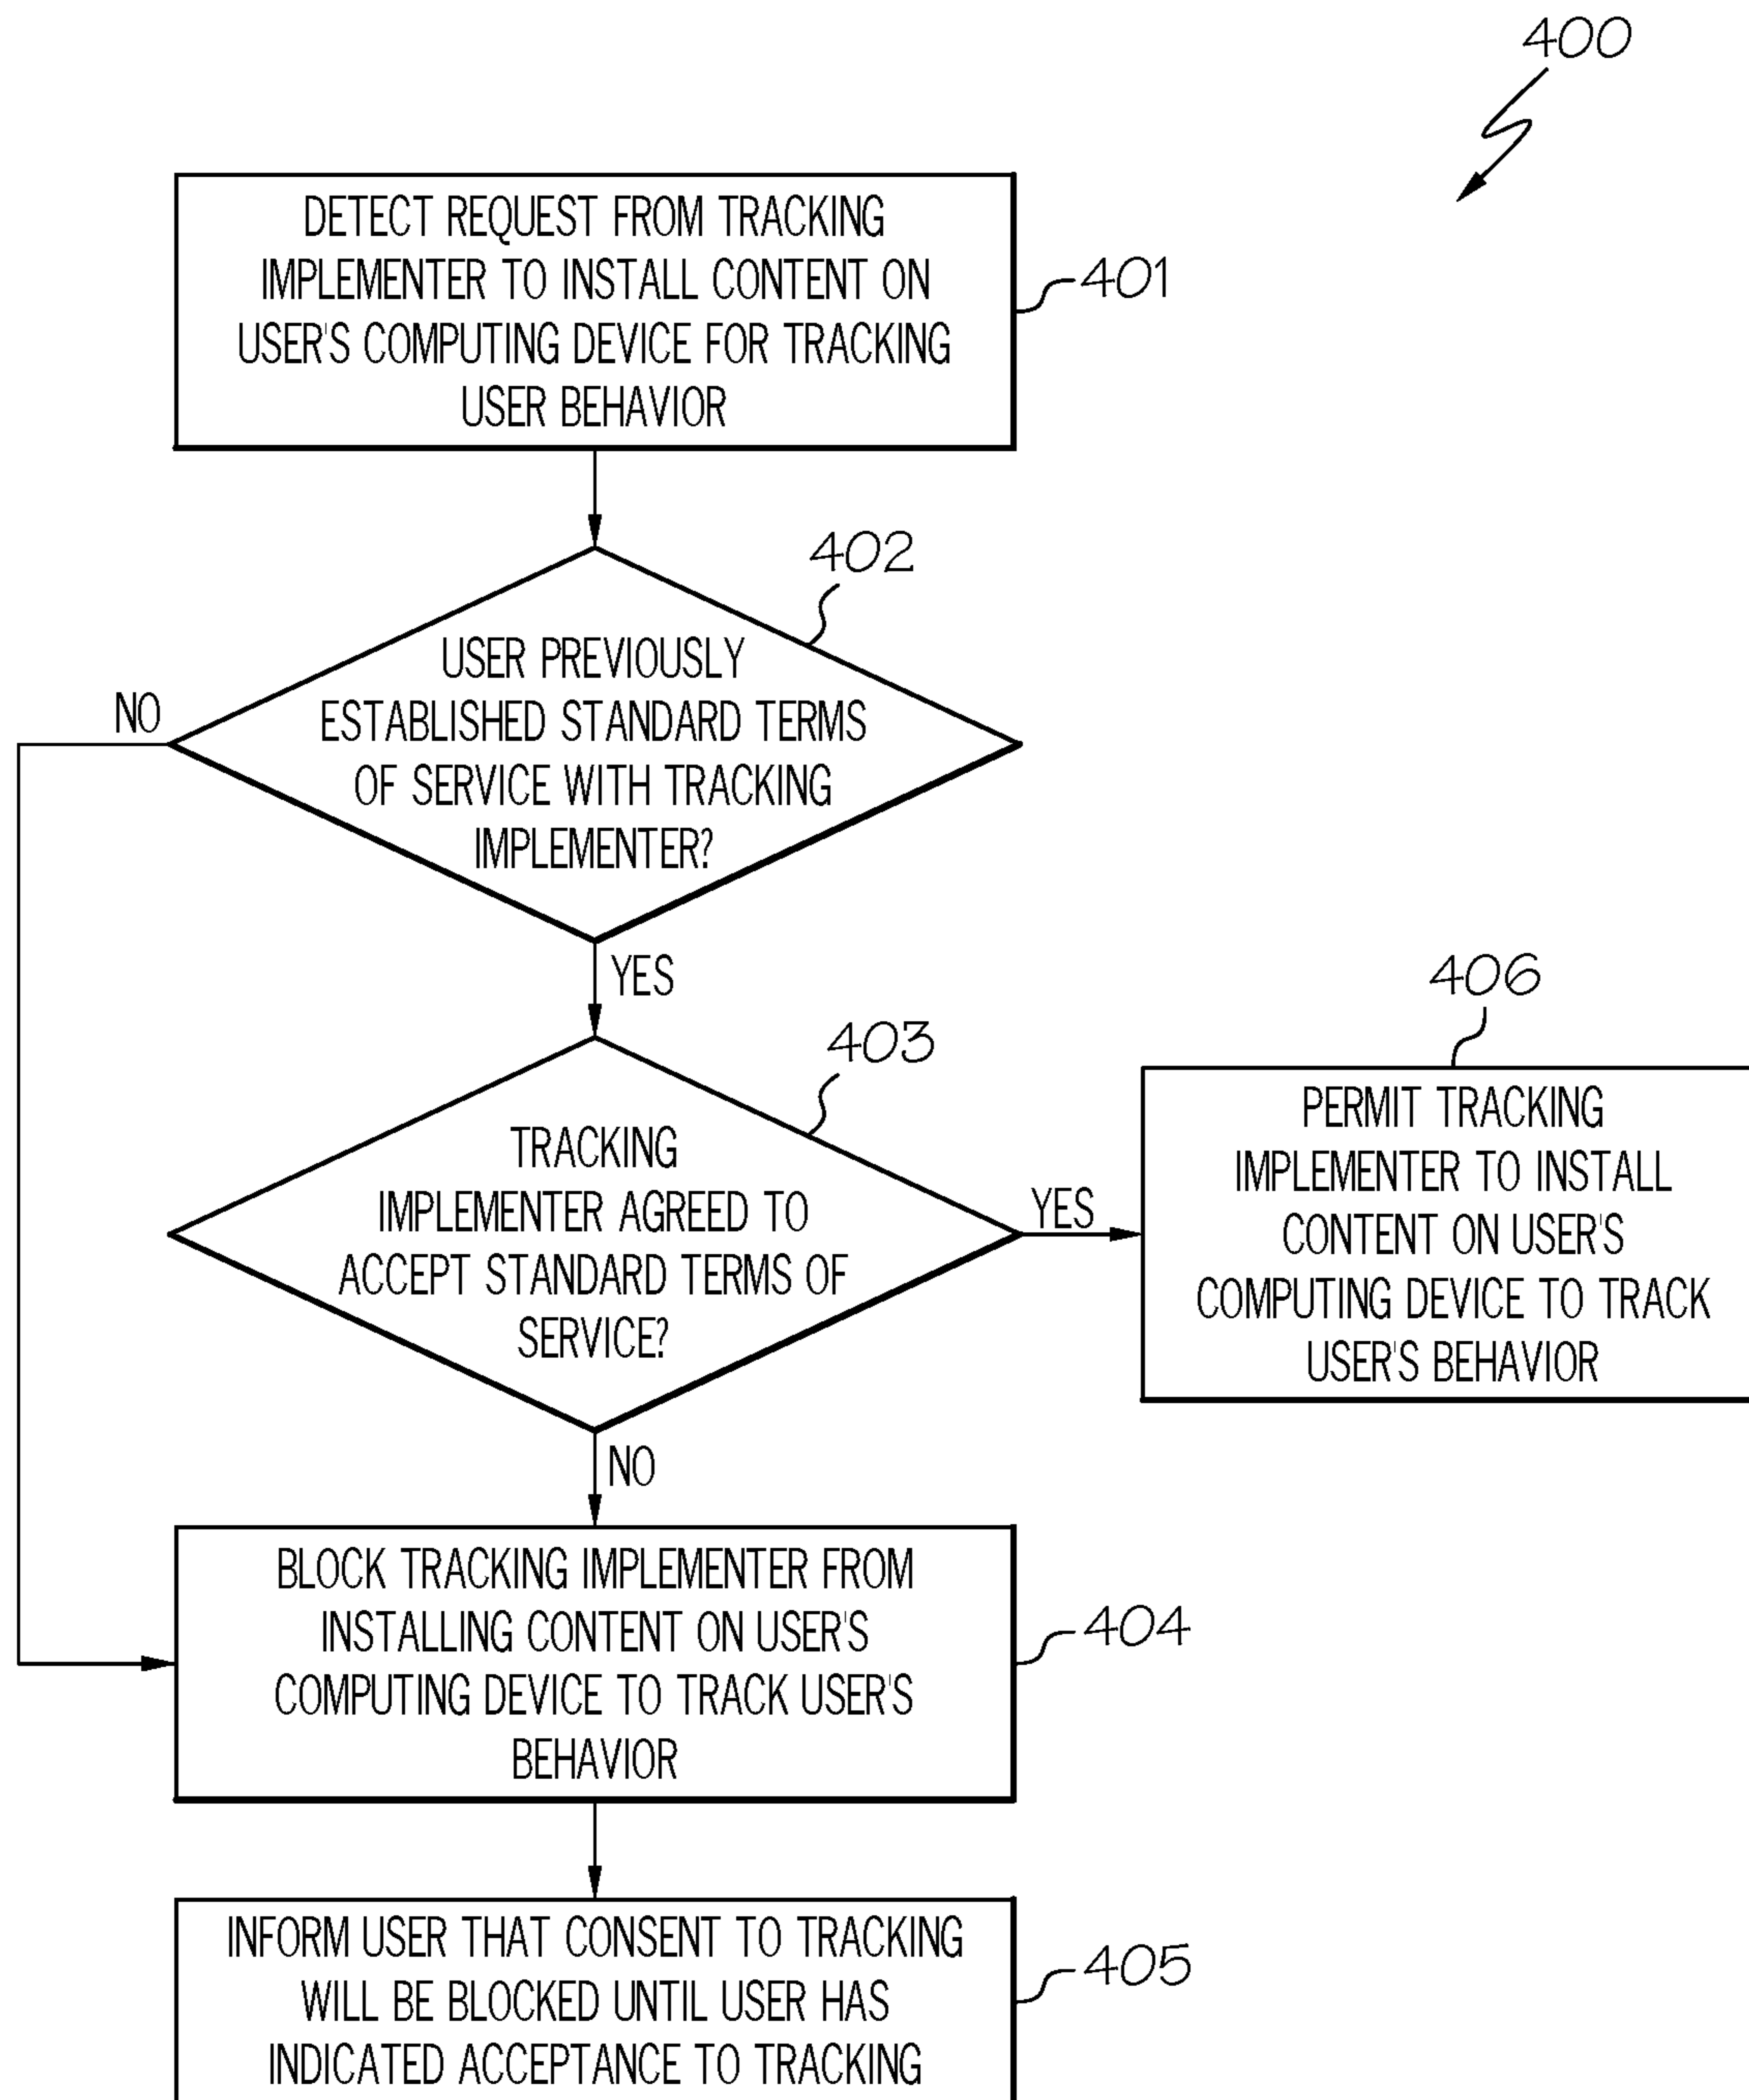 400
DETECT REQUEST FROM TRACKING
IMPLEMENTER TO INSTALL CONTENT ON
USER'S COMPUTING DEVICE FOR TRACKING
USER BEHAVIOR
401
402
USER PREVIOUSLY
ESTABLISHED STANDARD TERMS
OF SERVICE WITH TRACKING
IMPLEMENTER?
NO
YES
403
TRACKING
IMPLEMENTER AGREED TO
ACCEPT STANDARD TERMS OF
SERVICE?
YES
406
PERMIT TRACKING
IMPLEMENTER TO INSTALL
CONTENT ON USER'S
COMPUTING DEVICE TO TRACK
USER'S BEHAVIOR
NO
BLOCK TRACKING IMPLEMENTER FROM
INSTALLING CONTENT ON USER'S
COMPUTING DEVICE TO TRACK USER'S
BEHAVIOR
404
INFORM USER THAT CONSENT TO TRACKING
WILL BE BLOCKED UNTIL USER HAS
INDICATED ACCEPTANCE TO TRACKING
405